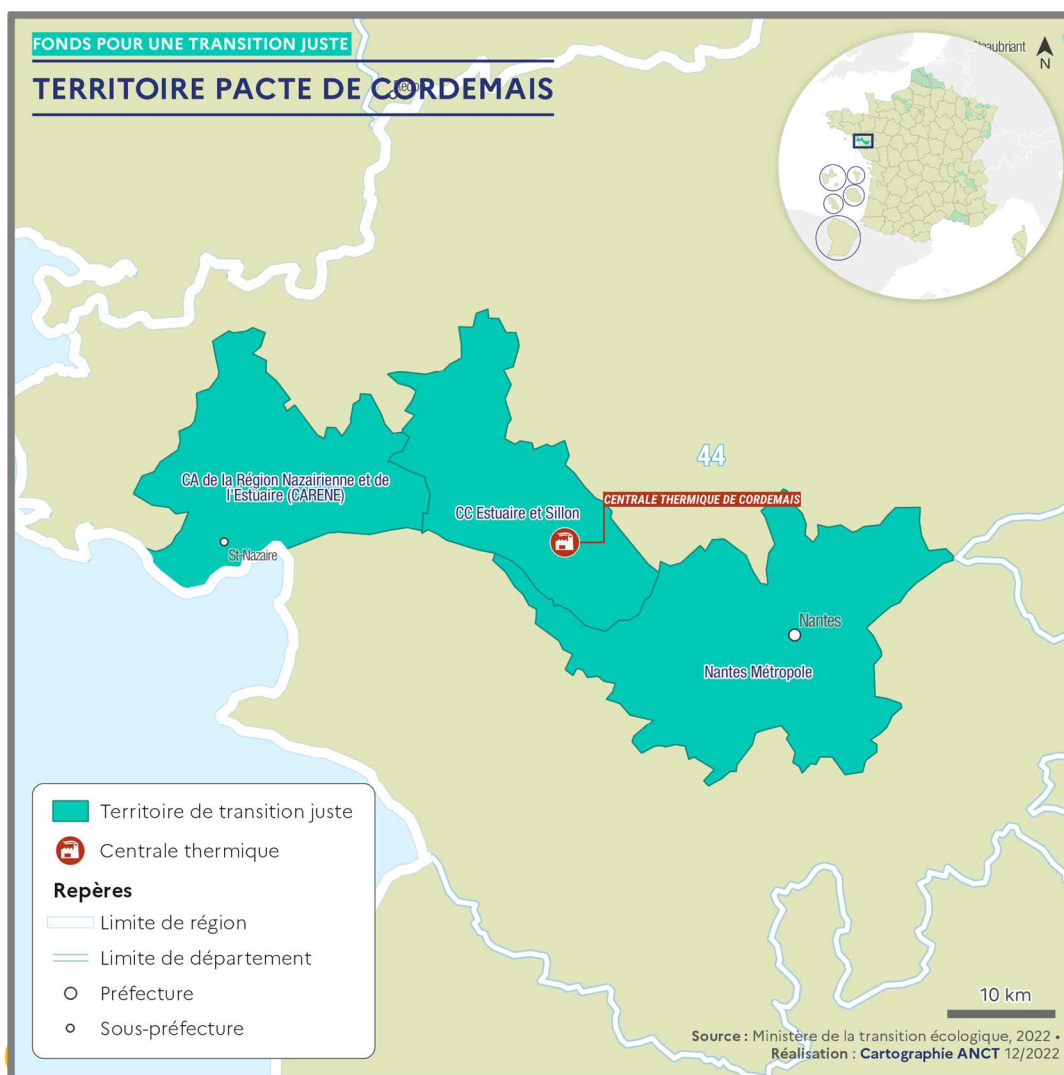 FONDS POUR UNE TRANSITION JUSTE
TERRITOIRE PACTE DE CORDEMAIS
N
44
CA de la Région Nazairienne et de
l'Estuaire (CARENE)
CENTRALE THERMIQUE DE CORDEMAIS
CC Estuaire et Sillon
St-Nazaire
Nantes
Nantes Métropole
Territoire de transition juste
Centrale thermique
Repères
Limite de région
Limite de département
Préfecture
Sous-préfecture
10 km
Source : Ministère de la transition écologique, 2022 •
Réalisation : Cartographie ANCT 12/2022